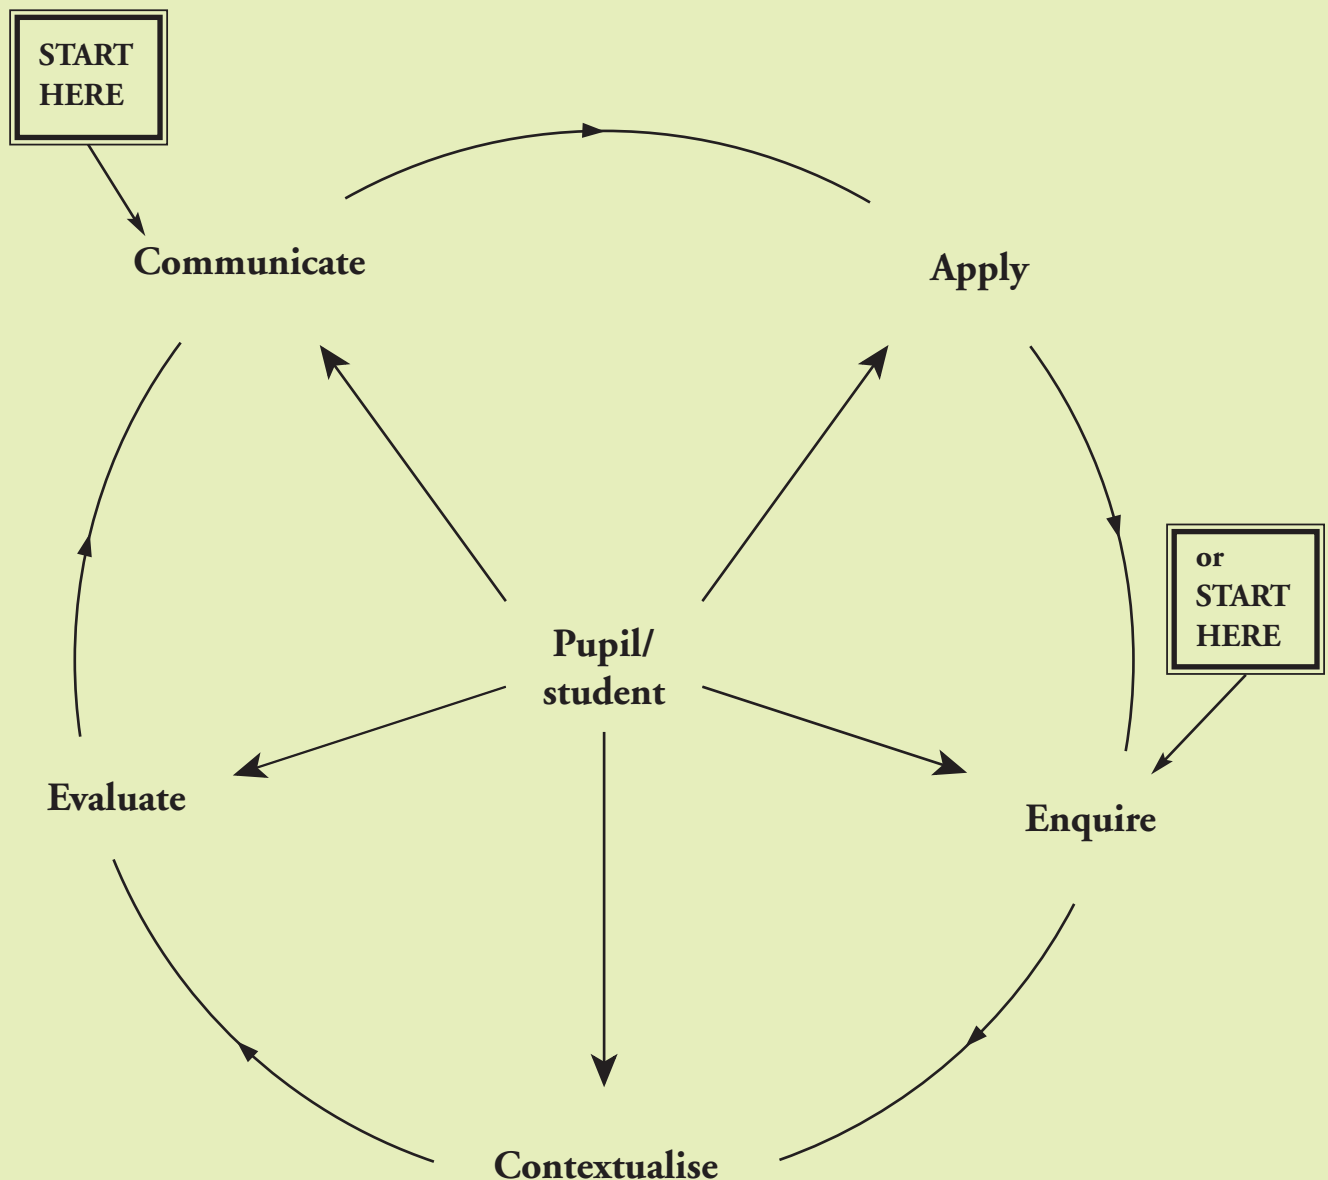 START
HERE
Communicate
Apply
or
START
HERE
Pupil/
student
Evaluate
Enquire
Contextualise